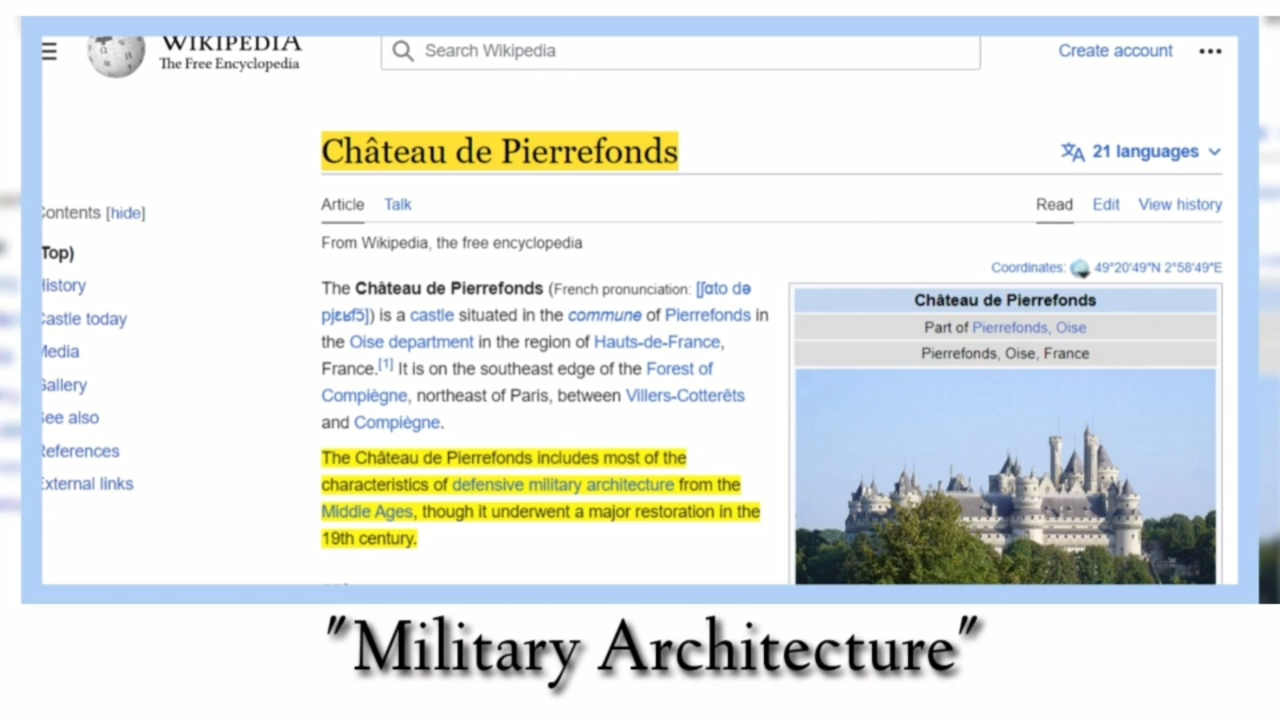 WIKIPEDIA
The Free Encyclopedia
Search Wikipedia
Create account
Château de Pierrefonds
21 languages
Contents [hide]
(Top)
History
Castle today
Media
Gallery
See also
References
External links
Article Talk
Read Edit View history
From Wikipedia, the free encyclopedia
Coordinates: 49°20′49″N 2°58′49″E
The Château de Pierrefonds (French pronunciation: [ʃɑto də
pjɛʁfɔ̃]) is a castle situated in the commune of Pierrefonds in
the Oise department in the region of Hauts-de-France,
France.[1] It is on the southeast edge of the Forest of
Compiègne, northeast of Paris, between Villers-Cotterêts
and Compiègne.
The Château de Pierrefonds includes most of the
characteristics of defensive military architecture from the
Middle Ages, though it underwent a major restoration in the
19th century.
Château de Pierrefonds
Part of Pierrefonds, Oise
Pierrefonds, Oise, France
"Military Architecture"